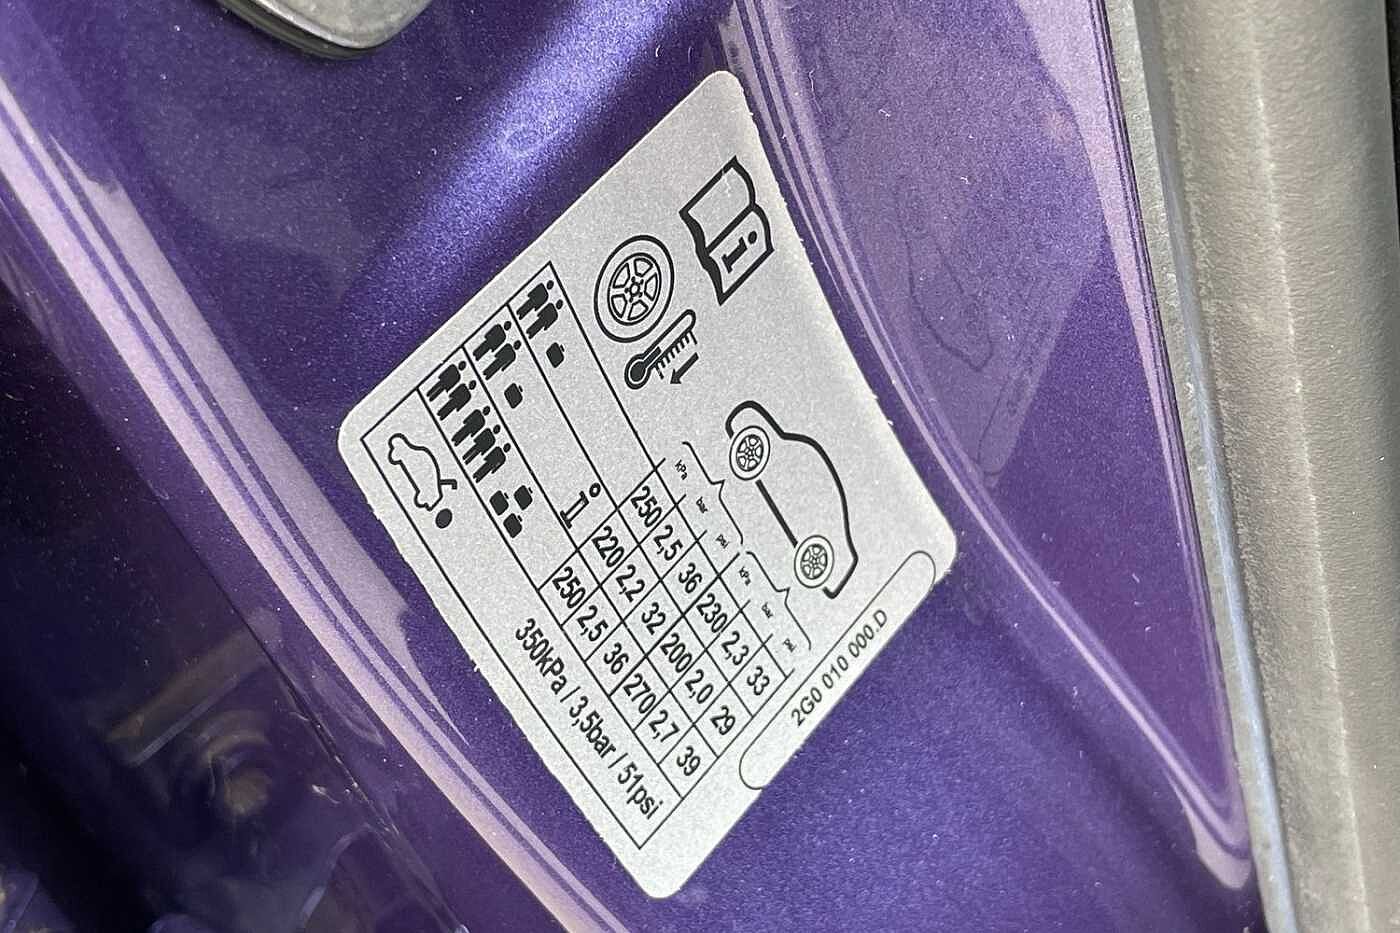 i
kPa bar psi kPa bar psi
250 2,5 36 230 2,3 33
i 220 2,2 32 200 2,0 29
250 2,5 36 270 2,7 39
350kPa / 3,5bar / 51psi
2G0 010 000.D